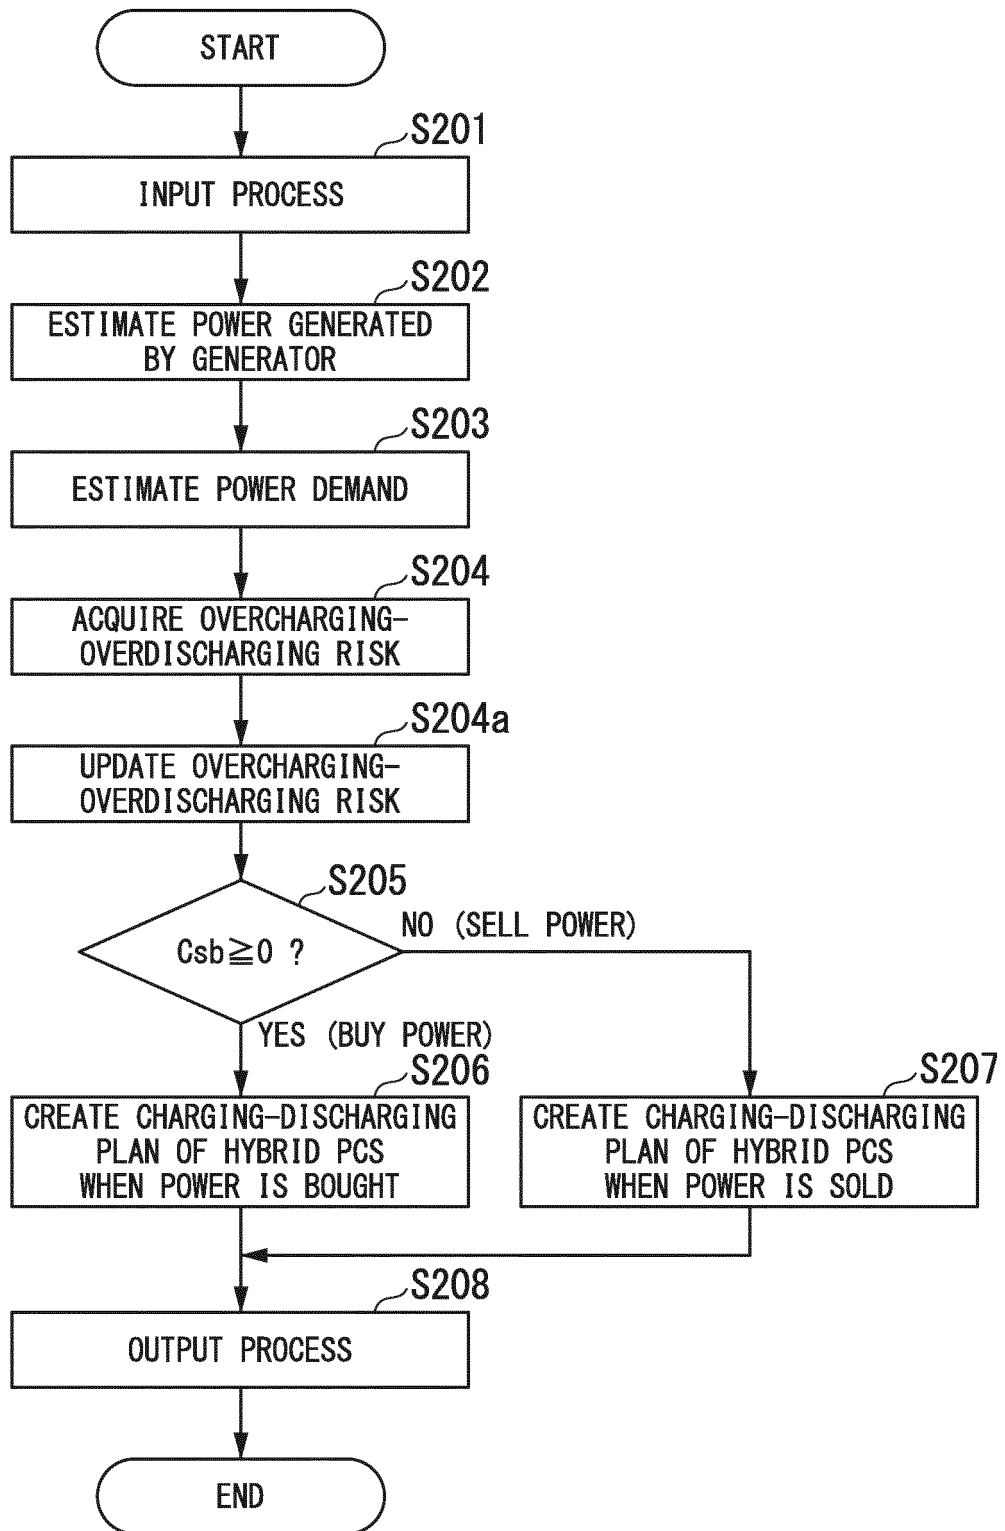 START
S201
INPUT PROCESS
S202
ESTIMATE POWER GENERATED
BY GENERATOR
S203
ESTIMATE POWER DEMAND
S204
ACQUIRE OVERCHARGING-
OVERDISCHARGING RISK
S204a
UPDATE OVERCHARGING-
OVERDISCHARGING RISK
S205
Csb≧0 ?
NO (SELL POWER)
YES (BUY POWER)
S206
CREATE CHARGING-DISCHARGING
PLAN OF HYBRID PCS
WHEN POWER IS BOUGHT
S207
CREATE CHARGING-DISCHARGING
PLAN OF HYBRID PCS
WHEN POWER IS SOLD
S208
OUTPUT PROCESS
END